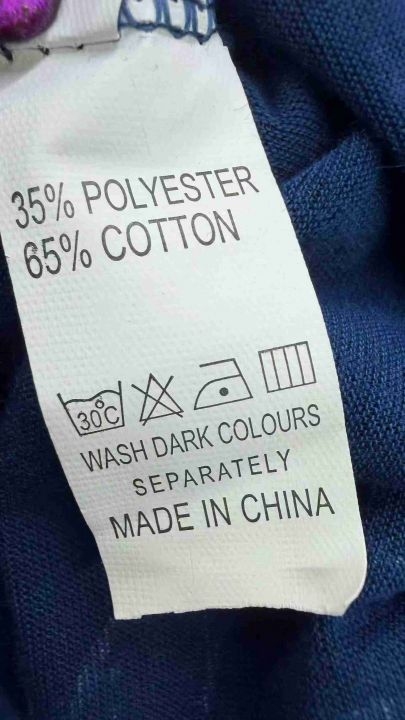 35% POLYESTER
65% COTTON
30°C
WASH DARK COLOURS
SEPARATELY
MADE IN CHINA